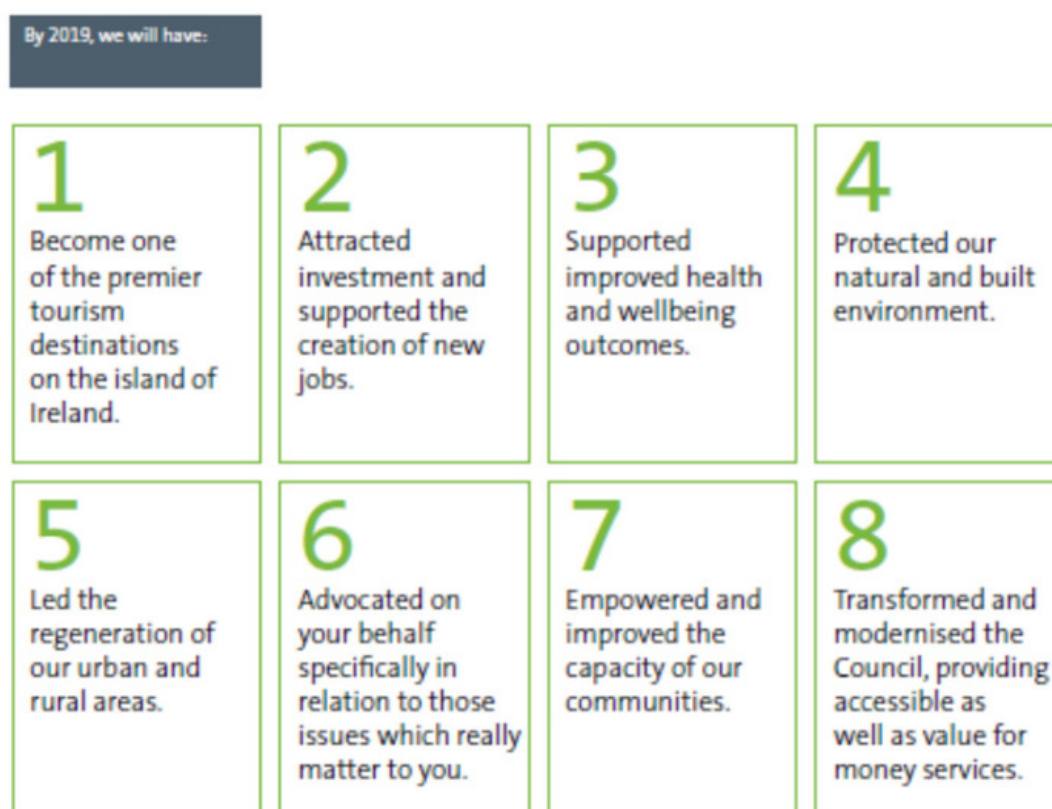 By 2019, we will have:
1
Become one
of the premier
tourism
destinations
on the island of
Ireland.
2
Attracted
investment and
supported the
creation of new
jobs.
3
Supported
improved health
and wellbeing
outcomes.
4
Protected our
natural and built
environment.
5
Led the
regeneration of
our urban and
rural areas.
6
Advocated on
your behalf
specifically in
relation to those
issues which really
matter to you.
7
Empowered and
improved the
capacity of our
communities.
8
Transformed and
modernised the
Council, providing
accessible as
well as value for
money services.